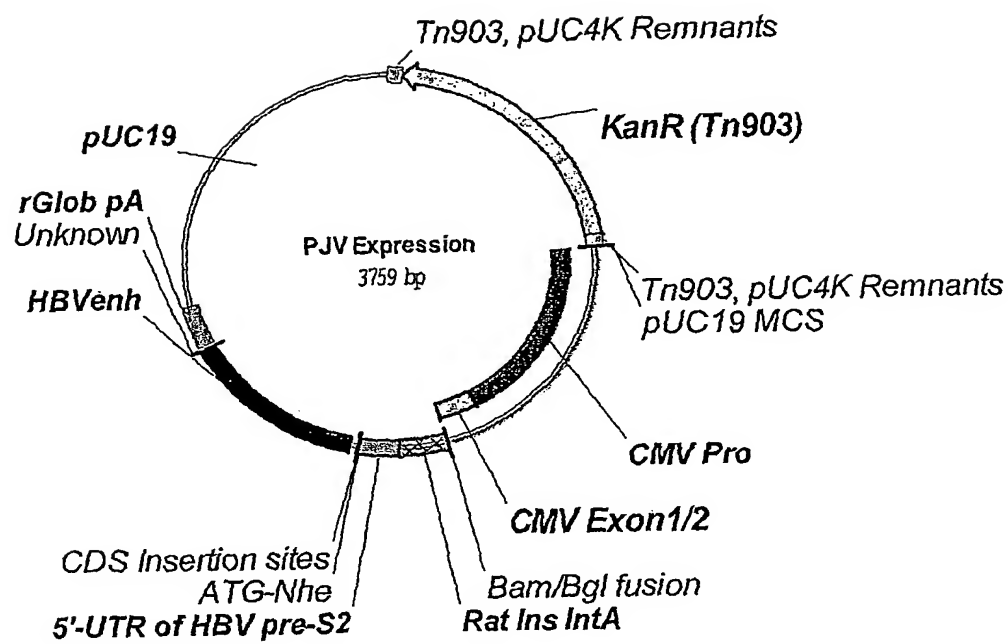 Tn903, pUC4K Remnants
KanR (Tn903)
pUC19
rGlob pA
Unknown
PJV Expression
3759 bp
HBVenh
Tn903, pUC4K Remnants
pUC19 MCS
CMV Pro
CMV Exon1/2
CDS Insertion sites
ATG-Nhe
5'-UTR of HBV pre-S2
Bam/Bgl fusion
Rat Ins IntA